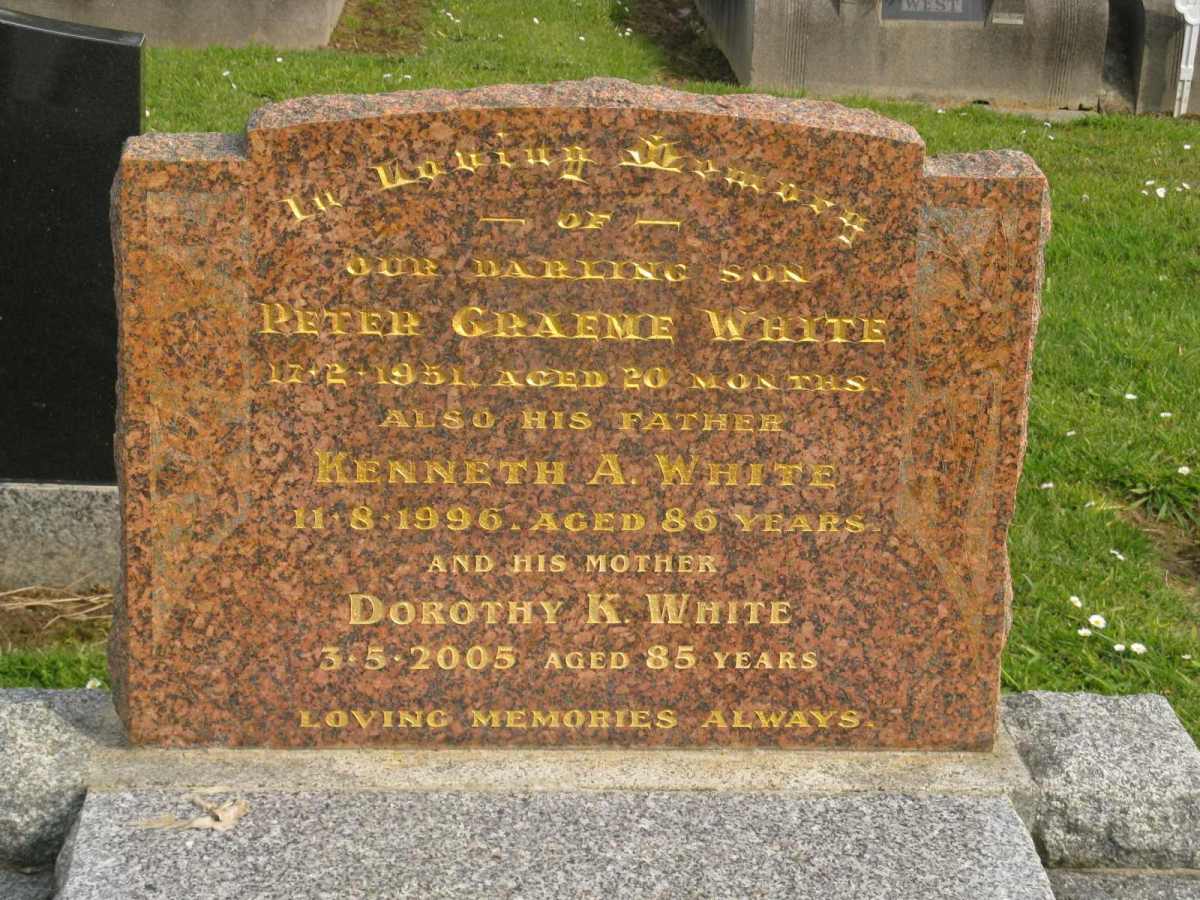 WEST
In Loving Memory
— OF —
OUR DARLING SON
PETER GRAEME WHITE
17·2·1951. AGED 20 MONTHS.
ALSO HIS FATHER
KENNETH A. WHITE
11·8·1996. AGED 86 YEARS.
AND HIS MOTHER
DOROTHY K. WHITE
3·5·2005 AGED 85 YEARS
LOVING MEMORIES ALWAYS.